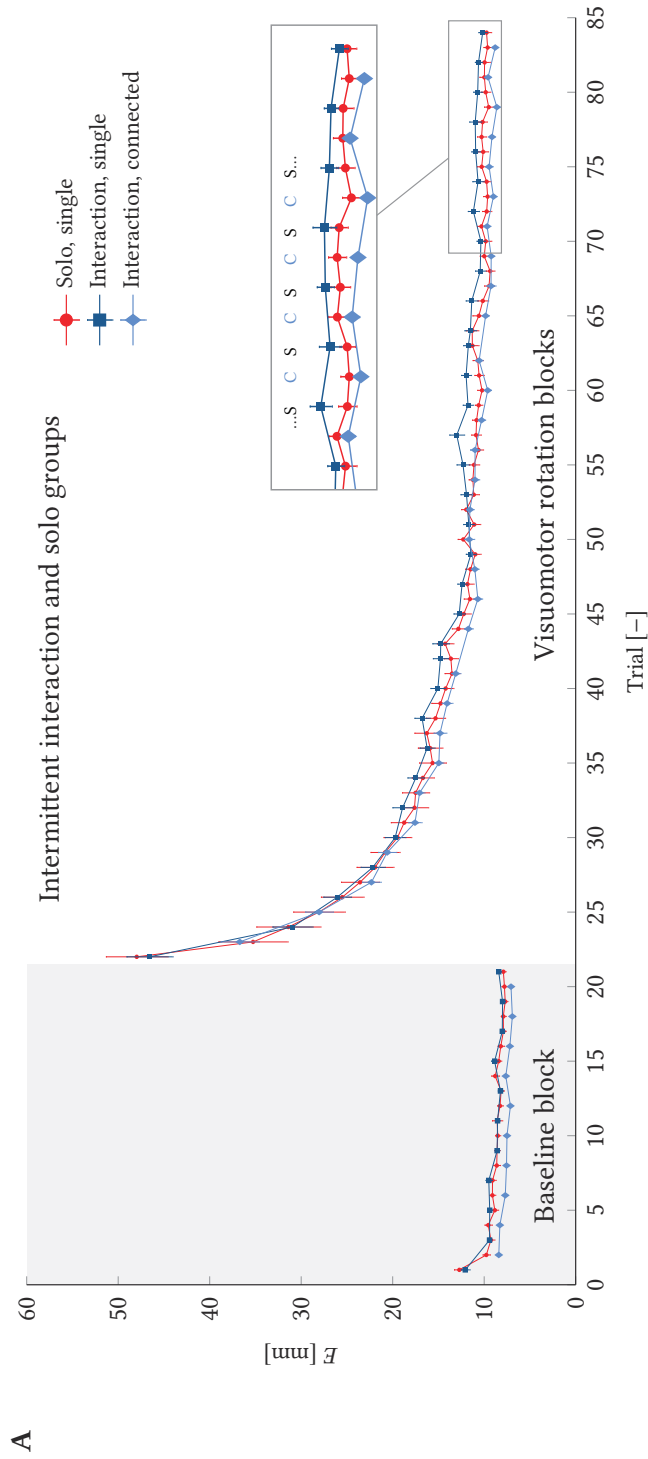 A
Intermittent interaction and solo groups
Solo, single
Interaction, single
Interaction, connected
...S C S C S C S C S...
E [mm]
60
50
40
30
20
10
0
Baseline block
Visuomotor rotation blocks
0 5 10 15 20 25 30 35 40 45 50 55 60 65 70 75 80 85
Trial [−]